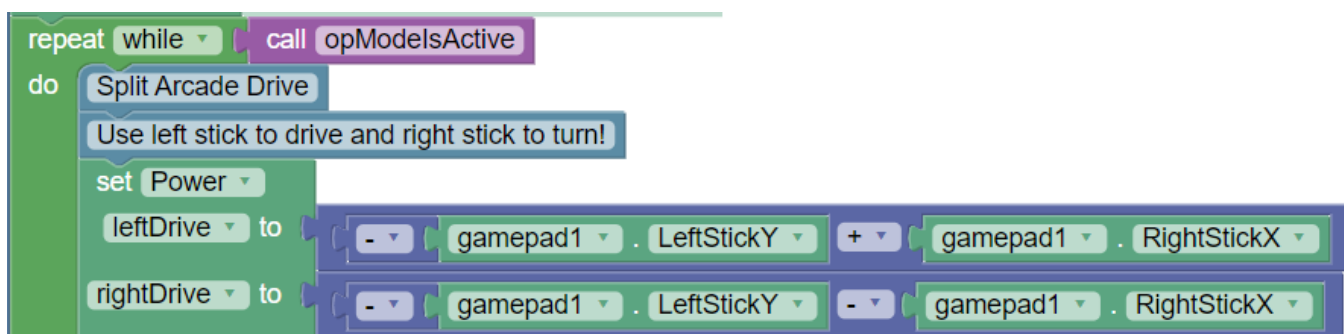 repeat while call opModeIsActive
do Split Arcade Drive
Use left stick to drive and right stick to turn!
set Power
leftDrive to - gamepad1 . LeftStickY + gamepad1 . RightStickX
rightDrive to - gamepad1 . LeftStickY - gamepad1 . RightStickX